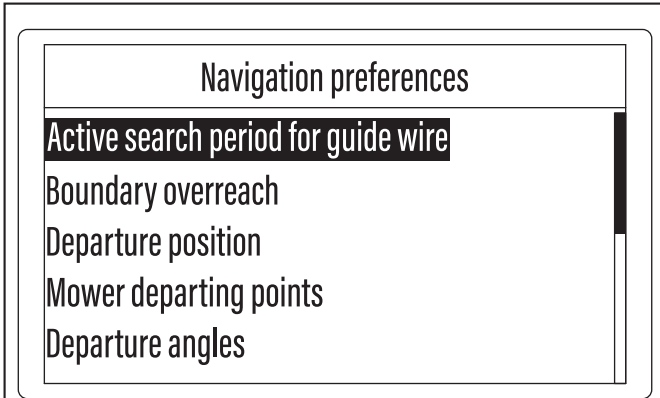 Navigation preferences
Active search period for guide wire
Boundary overreach
Departure position
Mower departing points
Departure angles